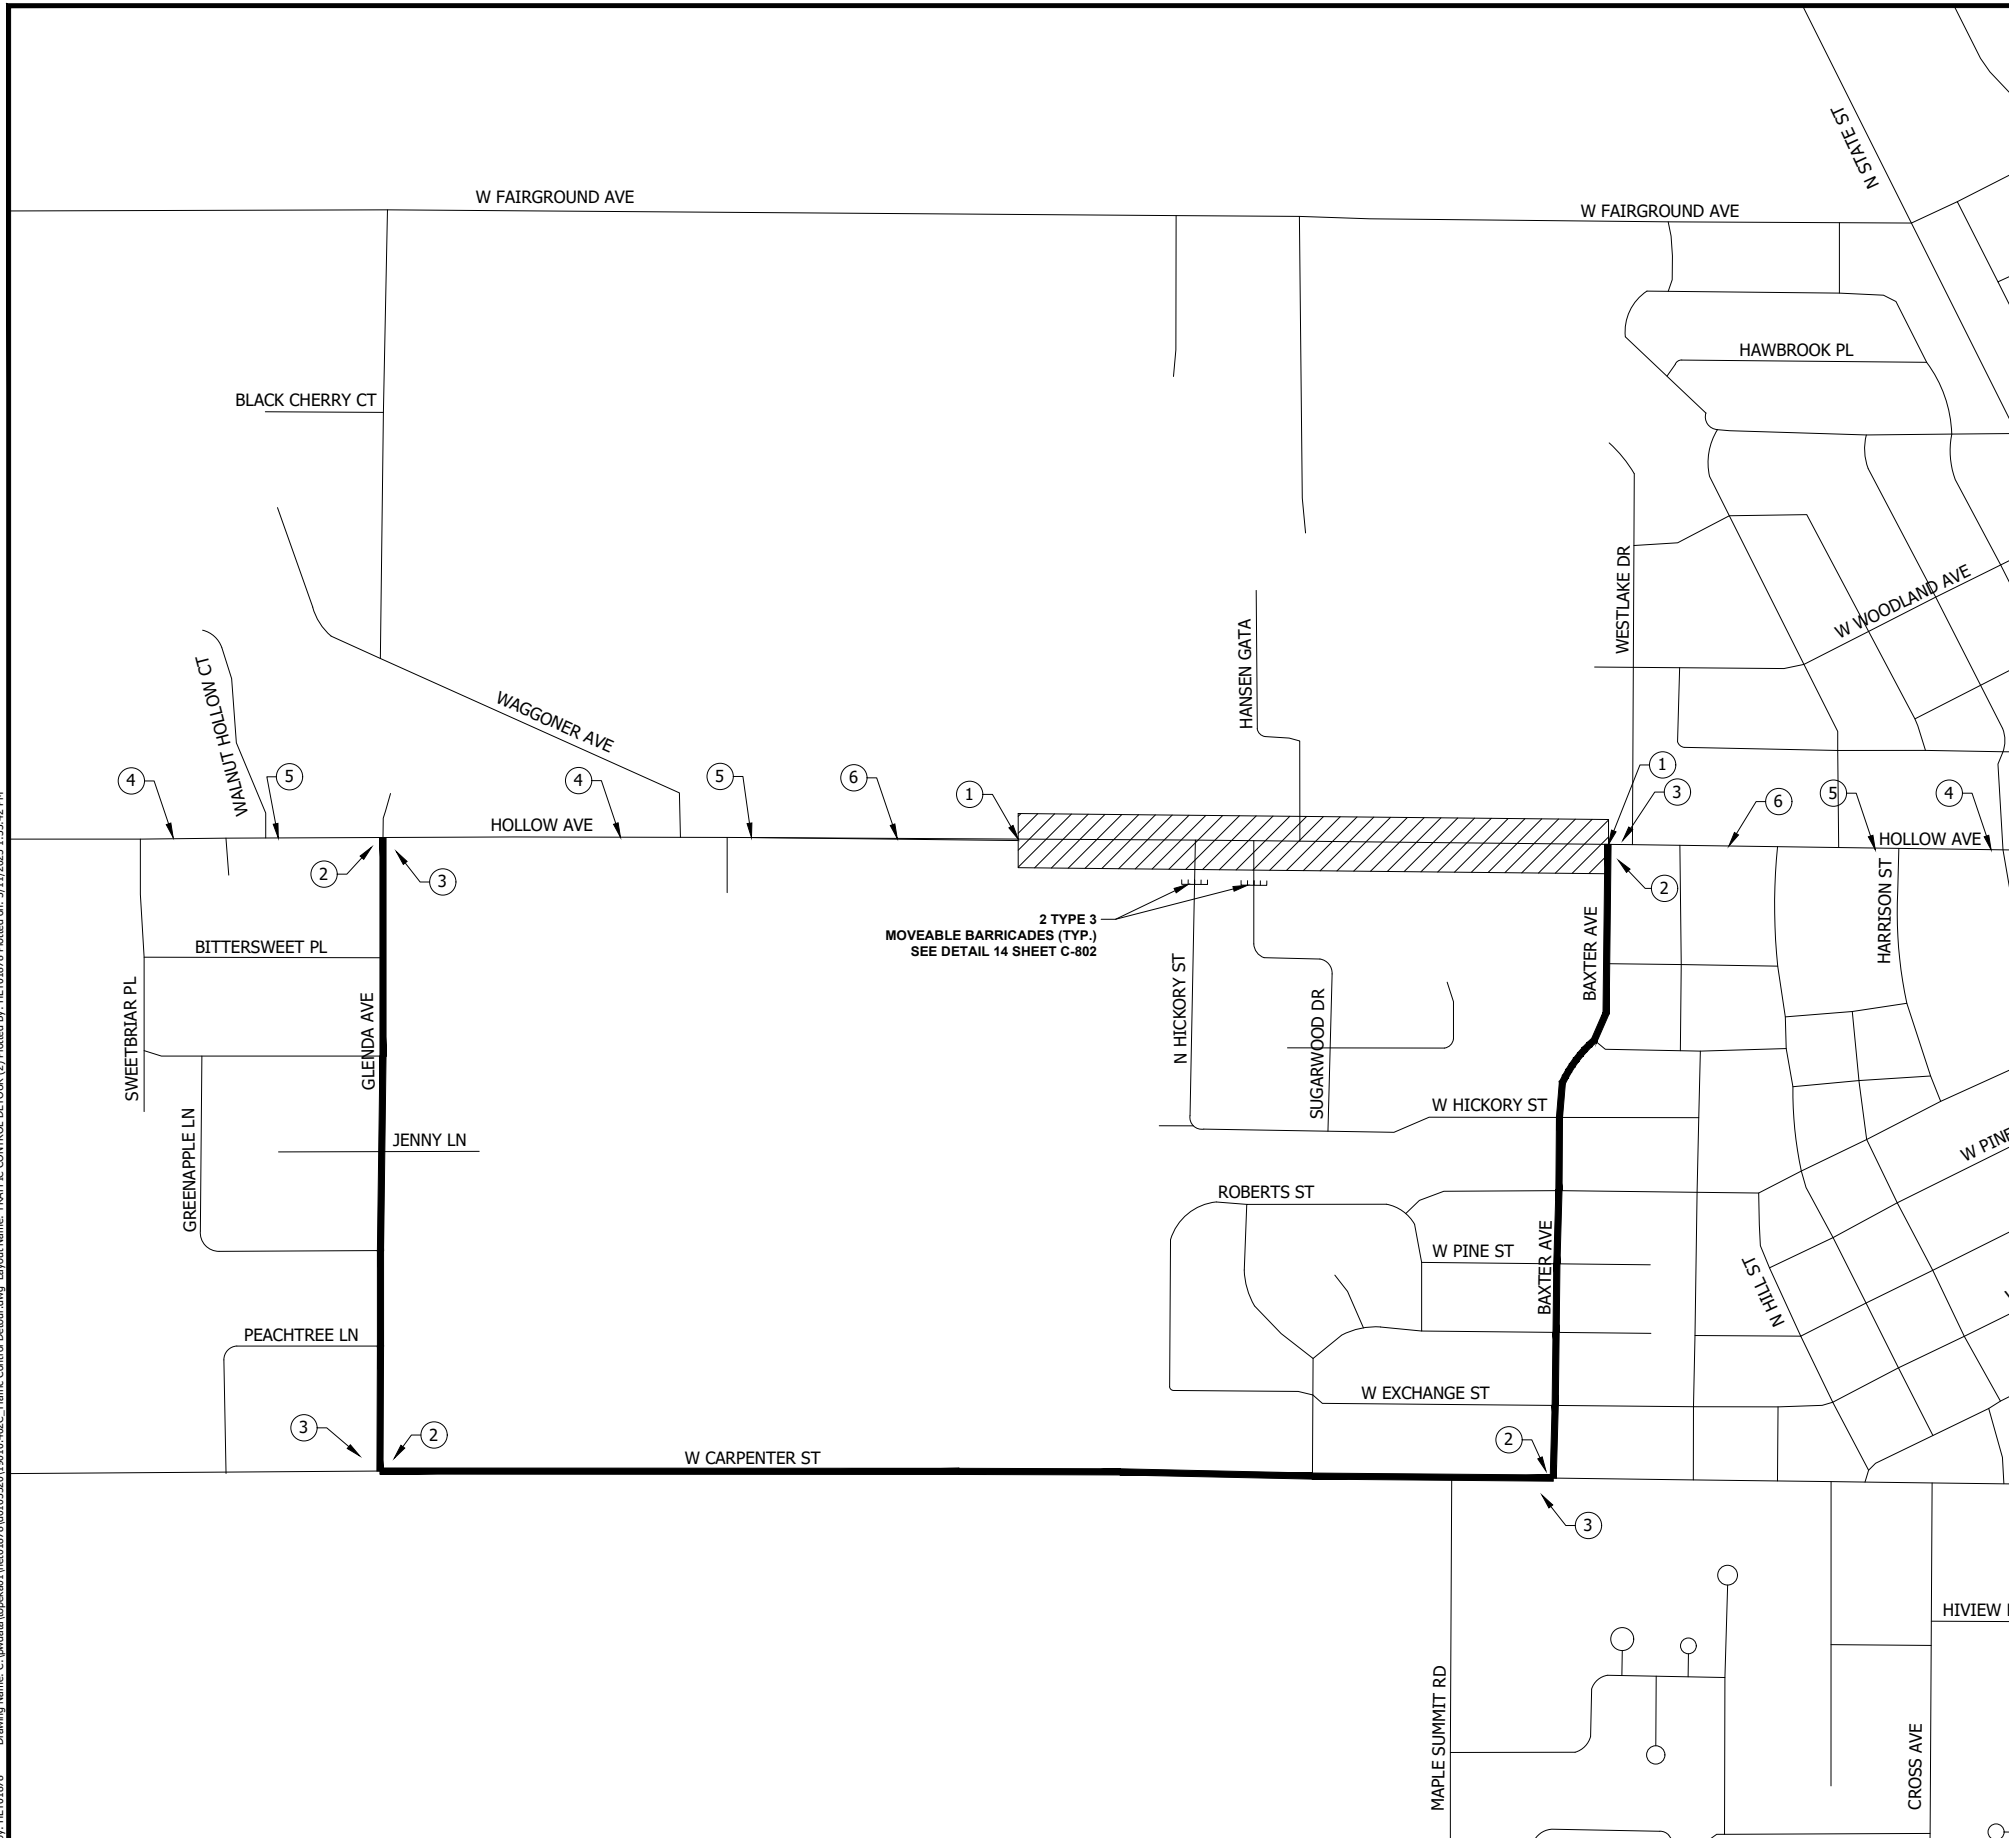 N STATE ST
W FAIRGROUND AVE
W FAIRGROUND AVE
HAWBROOK PL
BLACK CHERRY CT
WESTLAKE DR
W WOODLAND AVE
HANSEN GATA
WALNUT HOLLOW CT
WAGGONER AVE
4
5
4
5
6
1
1
3
6
5
4
HOLLOW AVE
HOLLOW AVE
2
3
2
2 TYPE 3
MOVEABLE BARRICADES (TYP.)
SEE DETAIL 14 SHEET C-802
HARRISON ST
BAXTER AVE
BITTERSWEET PL
SWEETBRIAR PL
GLENDA AVE
N HICKORY ST
SUGARWOOD DR
W HICKORY ST
GREENAPPLE LN
JENNY LN
W PINE
ROBERTS ST
W PINE ST
BAXTER AVE
N HILL ST
PEACHTREE LN
W EXCHANGE ST
3
2
W CARPENTER ST
2
3
HIVIEW
MAPLE SUMMIT RD
CROSS AVE